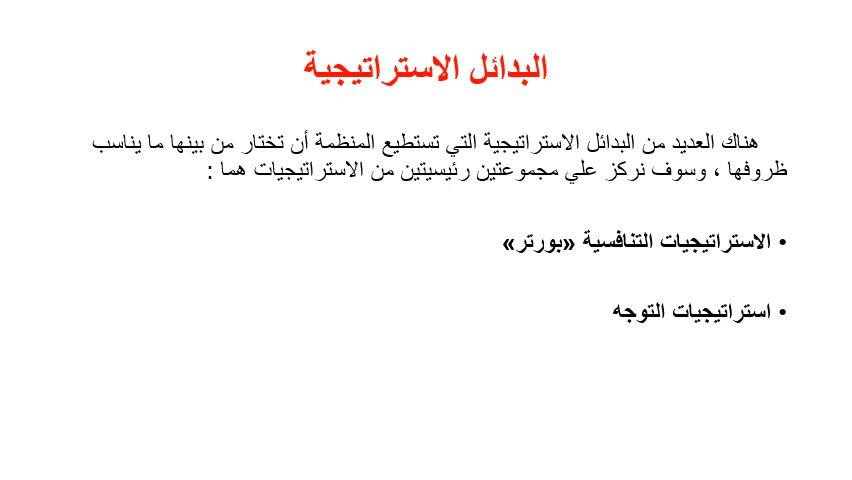 البدائل الاستراتيجية
هناك العديد من البدائل الاستراتيجية التي تستطيع المنظمة أن تختار من بينها ما يناسب
ظروفها ، وسوف نركز علي مجموعتين رئيسيتين من الاستراتيجيات هما :
• الاستراتيجيات التنافسية «بورتر»
• استراتيجيات التوجه